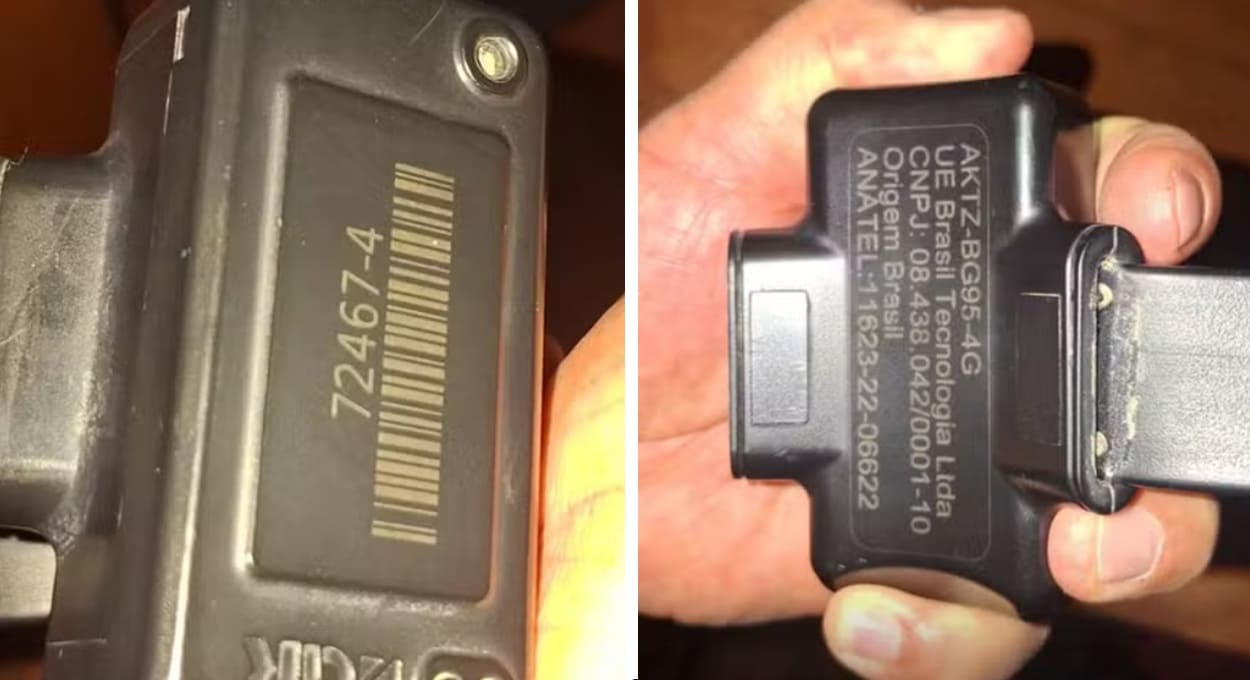 72467-4
AKTZ-BG95-4G
UE Brasil Tecnologia Ltda
CNPJ: 08.438.042/0001-10
Origem Brasil
ANATEL:11623-22-06622